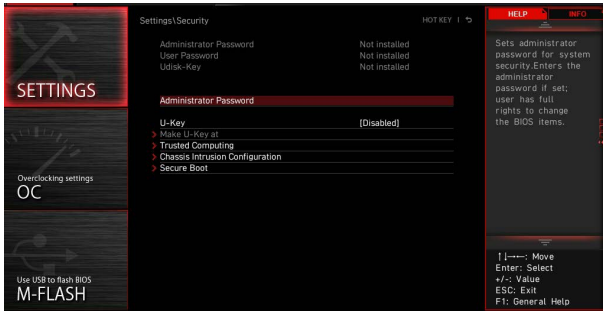 Settings\Security
HOT KEY | ⮌
HELP
INFO
Administrator Password Not installed
User Password Not installed
Udisk-Key Not installed
Administrator Password
U-Key [Disabled]
> Make U-Key at
> Trusted Computing
> Chassis Intrusion Configuration
> Secure Boot
SETTINGS
Overclocking settings
OC
Use USB to flash BIOS
M-FLASH
Sets administrator
password for system
security.Enters the
administrator
password if set;
user has full
rights to change
the BIOS items.
↑↓→←: Move
Enter: Select
+/-: Value
ESC: Exit
F1: General Help